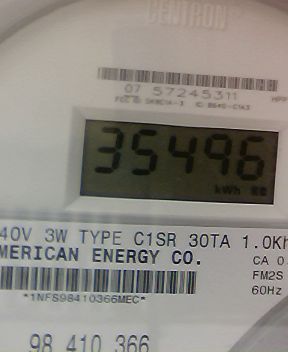 CENTRON
07 57245311
35496
kWh
40V 3W TYPE C1SR 30TA 1.0Kh
MERICAN ENERGY CO.
CA 0.
FM2S
60Hz
*1NFS98410366MEC*
98 410 366